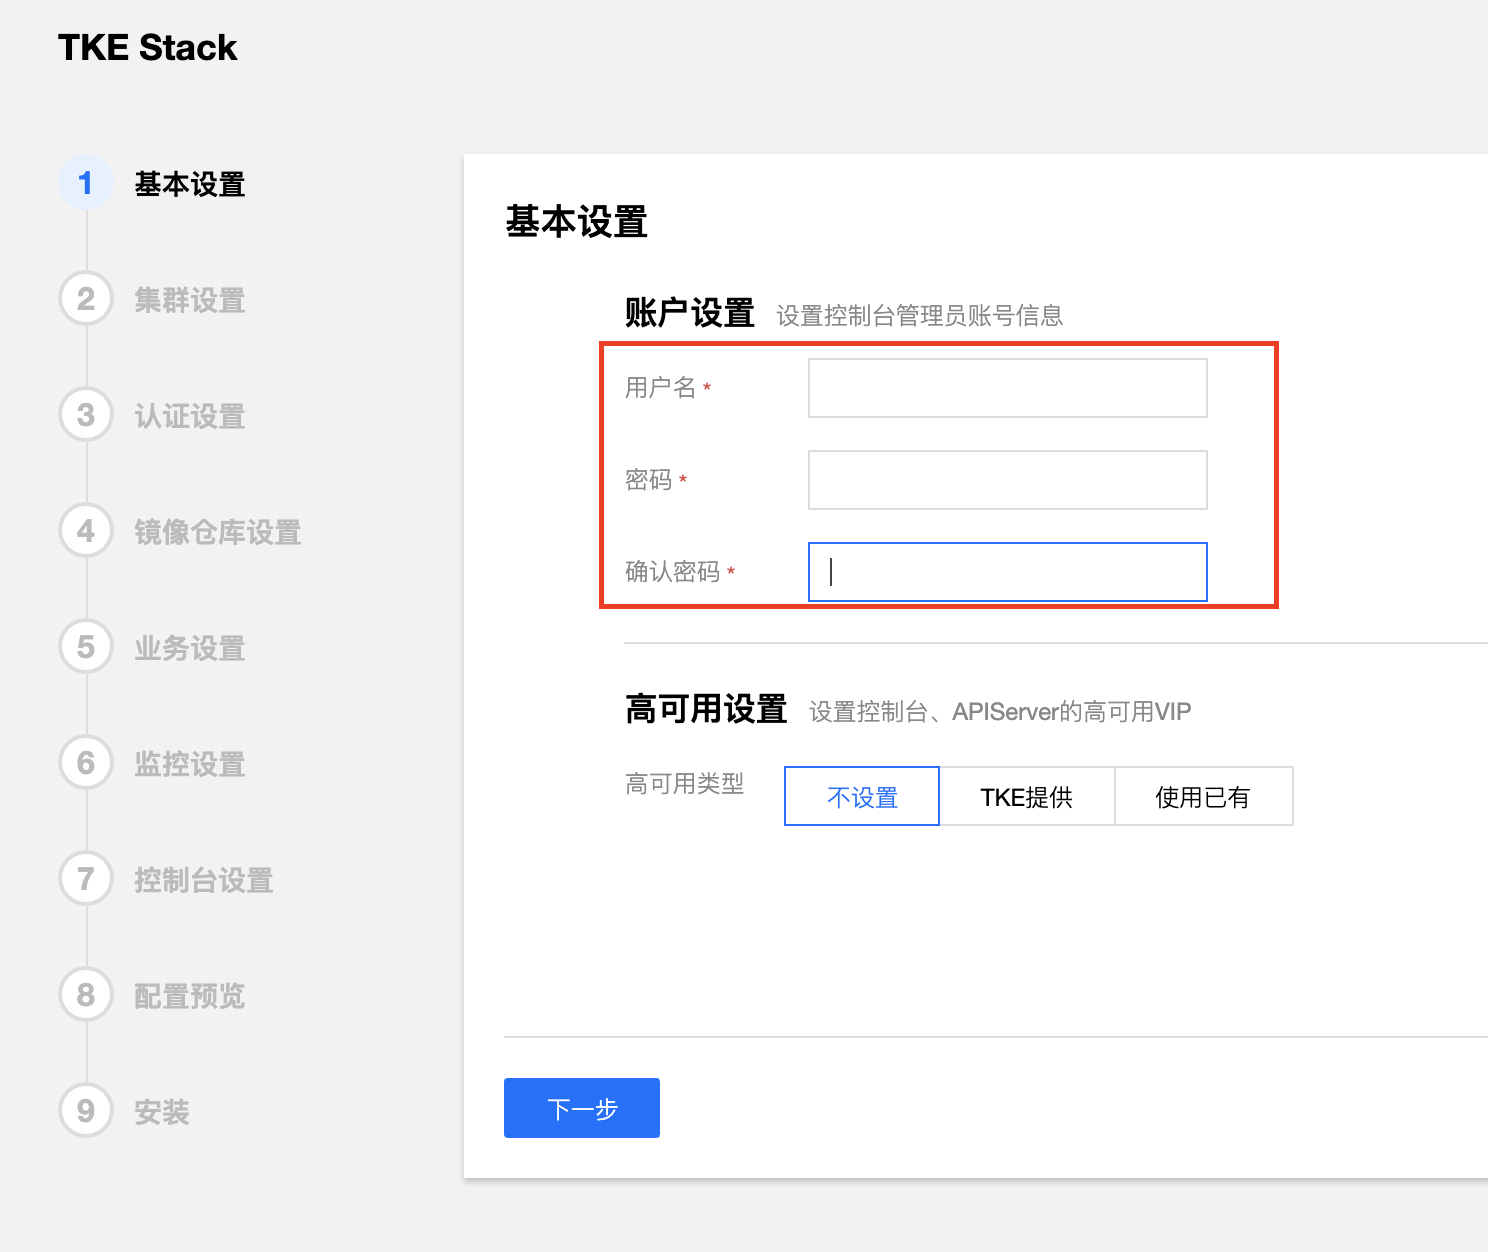 TKE Stack
1 基本设置
2 集群设置
3 认证设置
4 镜像仓库设置
5 业务设置
6 监控设置
7 控制台设置
8 配置预览
9 安装
基本设置
账户设置 设置控制台管理员账号信息
用户名 *
密码 *
确认密码 *
高可用设置 设置控制台、APIServer的高可用VIP
高可用类型 不设置 TKE提供 使用已有
下一步